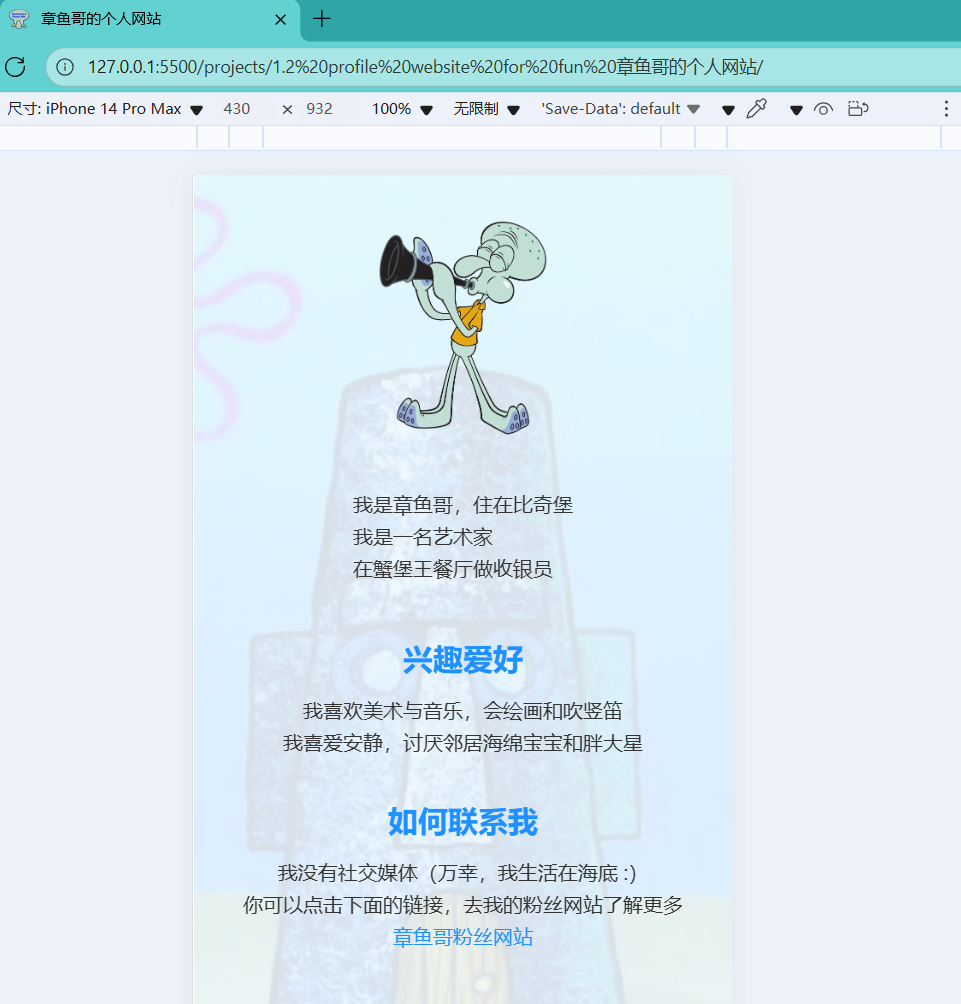 章鱼哥的个人网站
127.0.0.1:5500/projects/1.2%20profile%20website%20for%20fun%20章鱼哥的个人网站/
尺寸: iPhone 14 Pro Max 430 × 932 100% 无限制 'Save-Data': default
我是章鱼哥，住在比奇堡
我是一名艺术家
在蟹堡王餐厅做收银员
兴趣爱好
我喜欢美术与音乐，会绘画和吹竖笛
我喜爱安静，讨厌邻居海绵宝宝和胖大星
如何联系我
我没有社交媒体（万幸，我生活在海底 :)
你可以点击下面的链接，去我的粉丝网站了解更多
章鱼哥粉丝网站